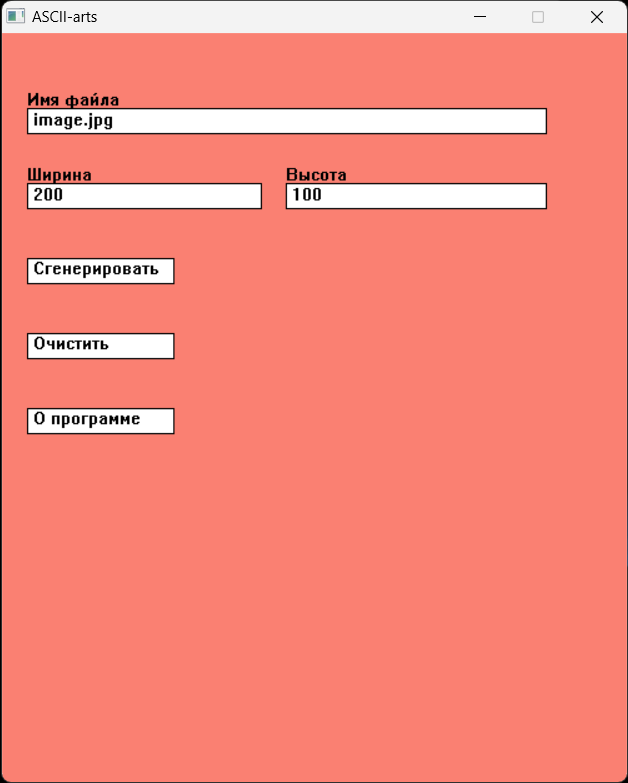 ASCII-arts
Имя файла
image.jpg
Ширина Высота
200 100
Сгенерировать
Очистить
О программе